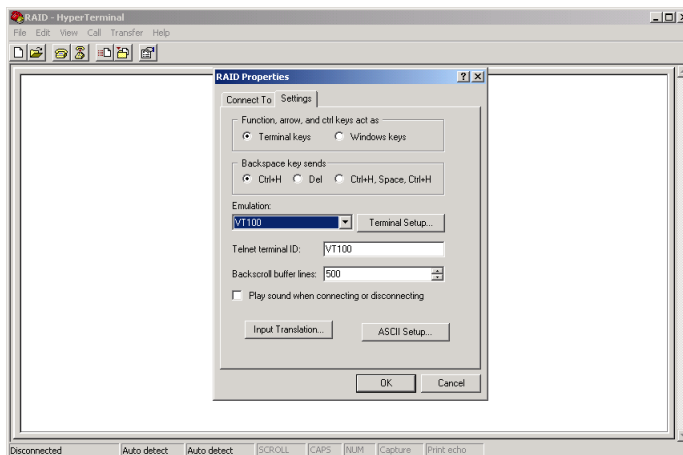 RAID - HyperTerminal
File Edit View Call Transfer Help
RAID Properties
Connect To Settings
Function, arrow, and ctrl keys act as
Terminal keys Windows keys
Backspace key sends
Ctrl+H Del Ctrl+H, Space, Ctrl+H
Emulation:
VT100 Terminal Setup...
Telnet terminal ID: VT100
Backscroll buffer lines: 500
Play sound when connecting or disconnecting
Input Translation... ASCII Setup...
OK Cancel
Disconnected Auto detect Auto detect SCROLL CAPS NUM Capture Print echo